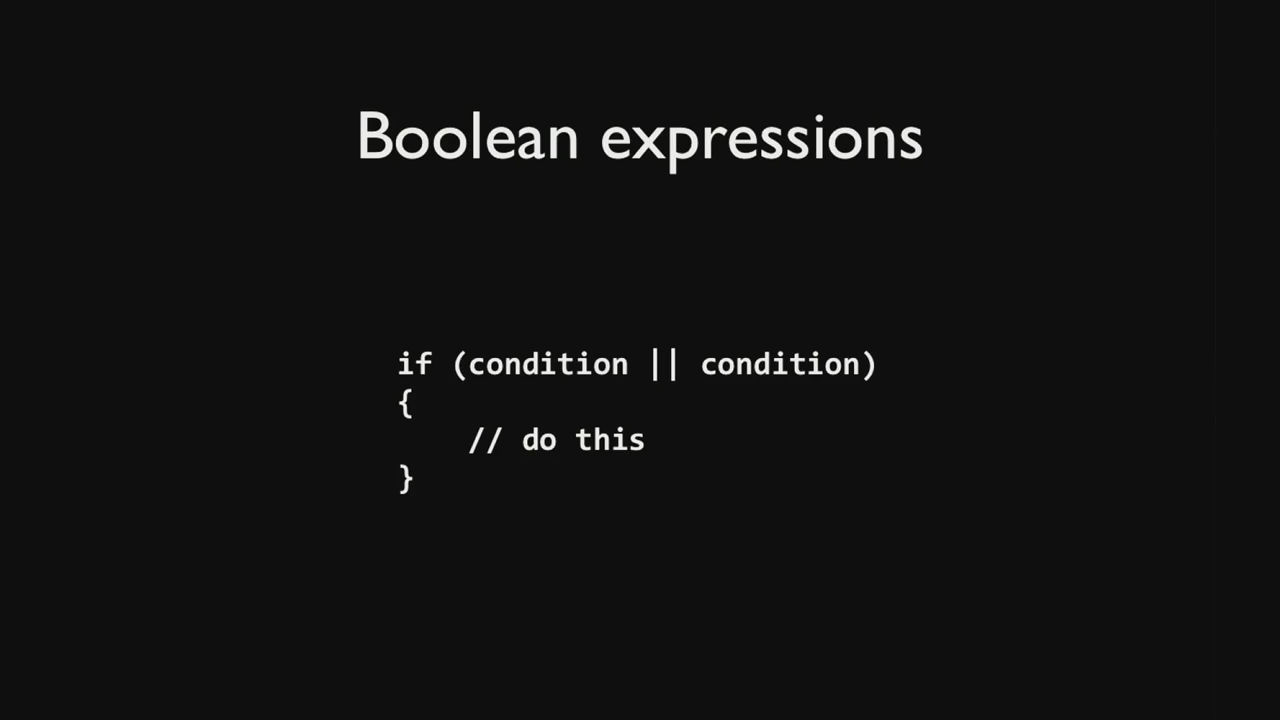 Boolean expressions
if (condition || condition)
{
    // do this
}